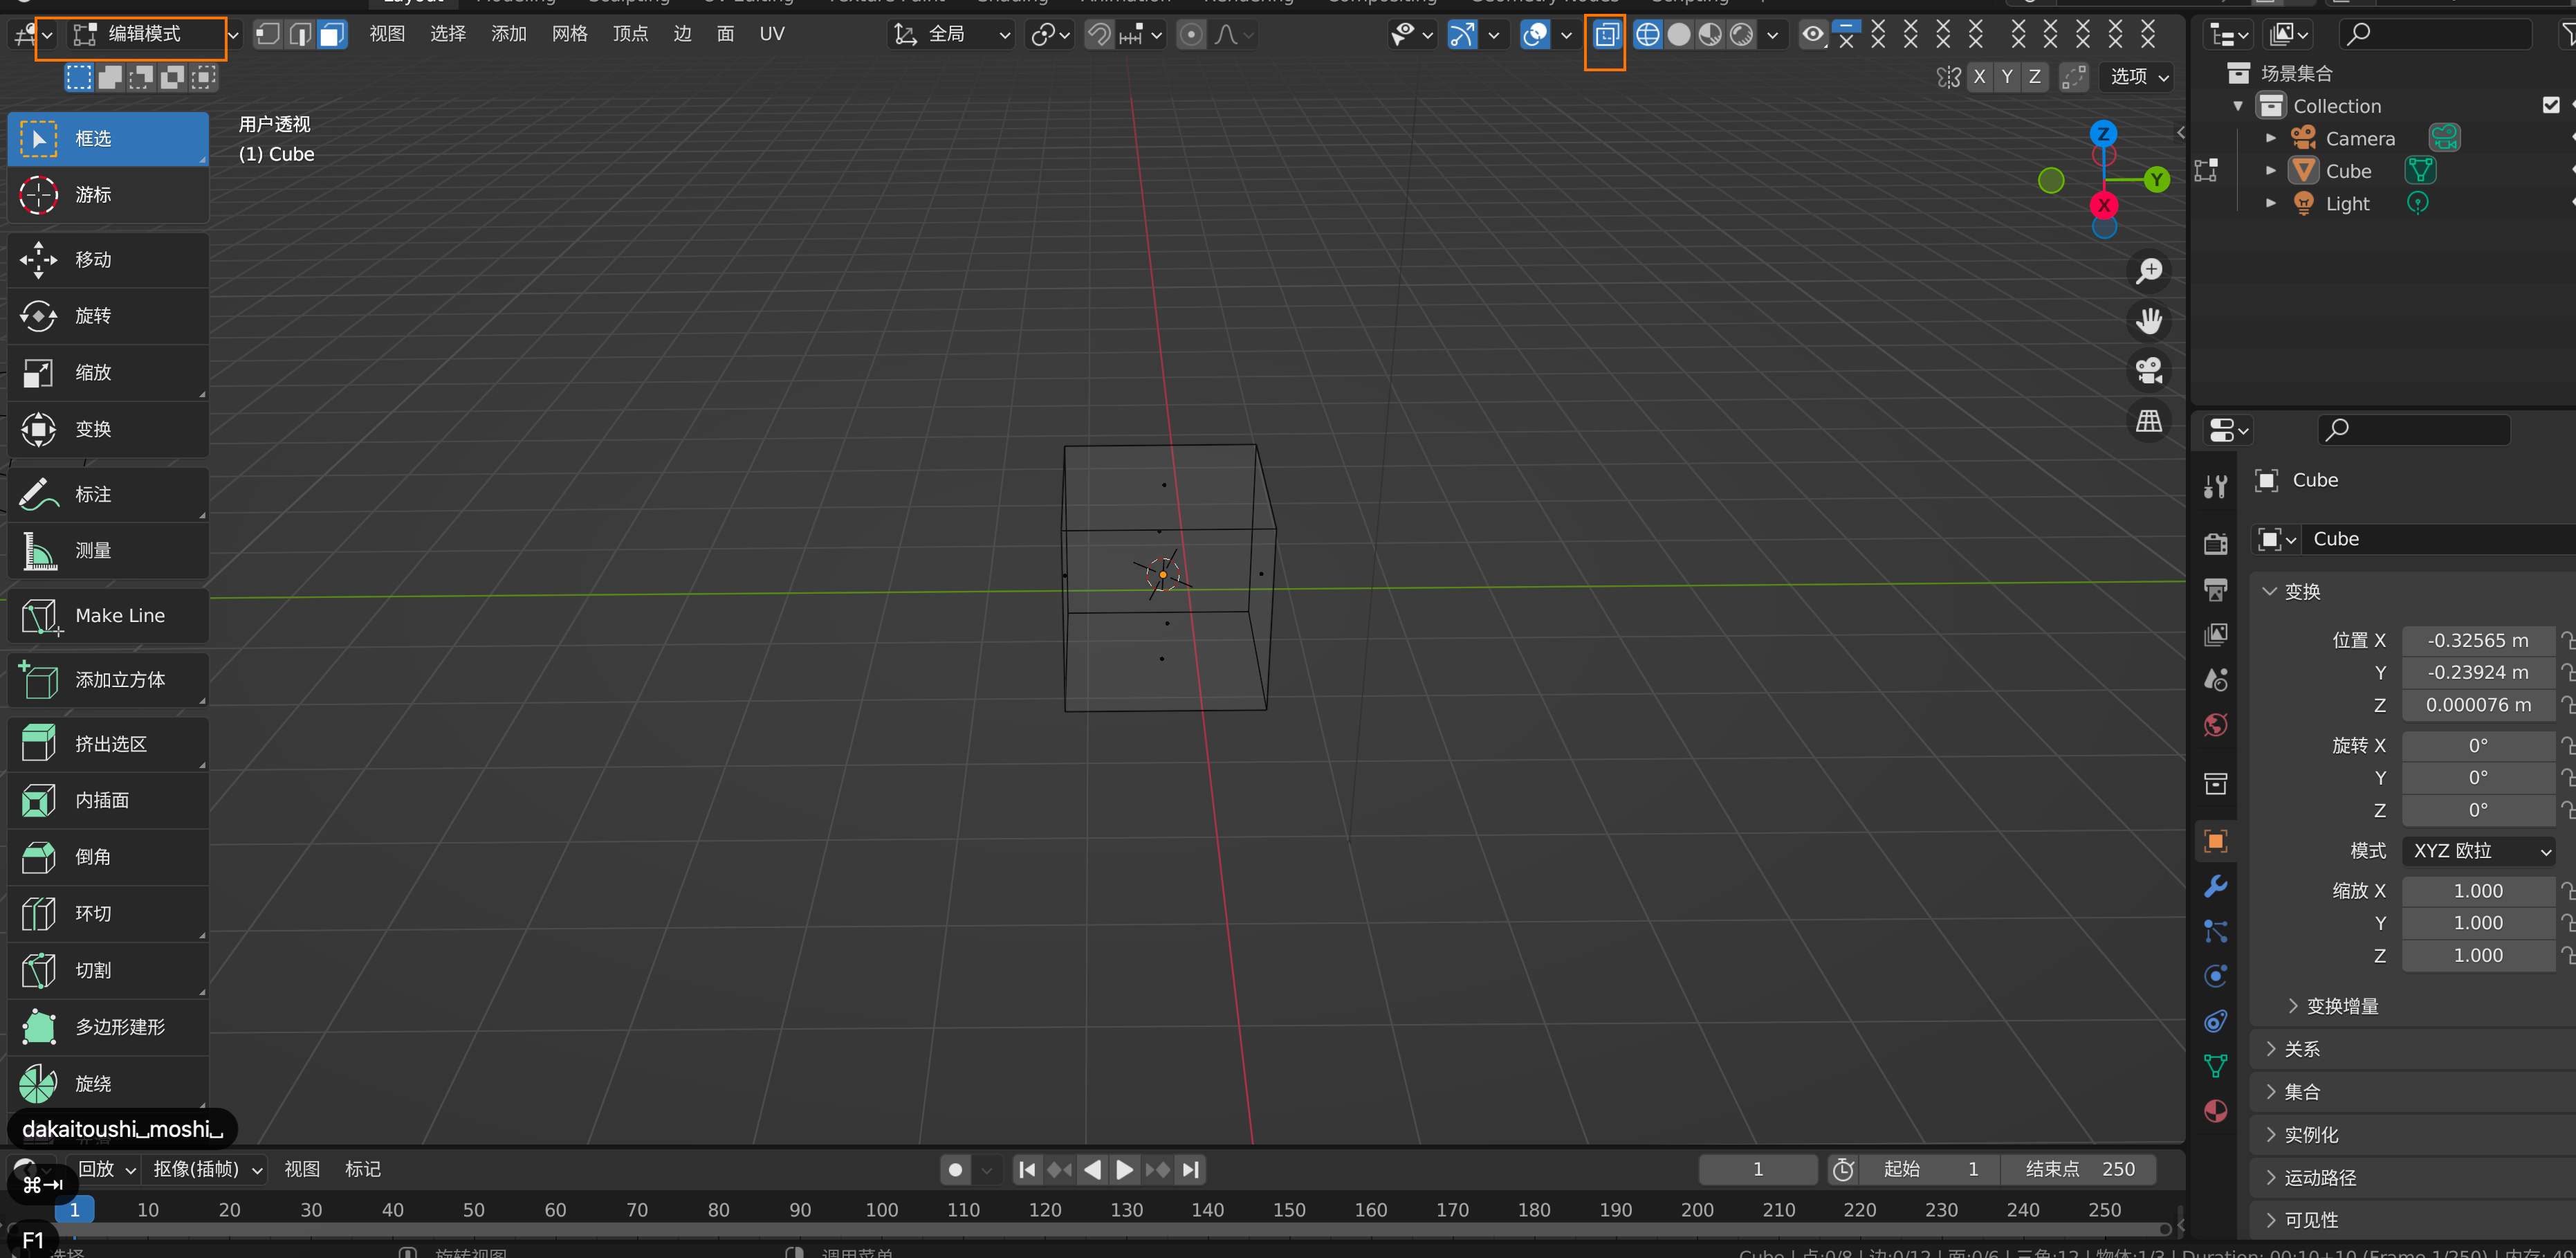 编辑模式 视图 选择 添加 网格 顶点 边 面 UV 全局
X Y Z 选项
用户透视
(1) Cube
框选
游标
移动
旋转
缩放
变换
标注
测量
Make Line
添加立方体
挤出选区
内插面
倒角
环切
切割
多边形建形
旋绕
Z
Y
X
场景集合
Collection
Camera
Cube
Light
Cube
Cube
变换
位置 X -0.32565 m
Y -0.23924 m
Z 0.000076 m
旋转 X 0°
Y 0°
Z 0°
模式 XYZ 欧拉
缩放 X 1.000
Y 1.000
Z 1.000
变换增量
关系
集合
实例化
运动路径
可见性
dakaitoushi␣moshi␣
回放 抠像(插帧) 视图 标记 1 起始 1 结束点 250
⌘⇥
1 10 20 30 40 50 60 70 80 90 100 110 120 130 140 150 160 170 180 190 200 210 220 230 240 250
F1
选择 旋转视图 调用菜单 Cube | 点:0/8 | 边:0/12 | 面:0/6 | 三角:12 | 物体:1/3 | Duration: 00:10+10 (Frame 1/250) | 内存: